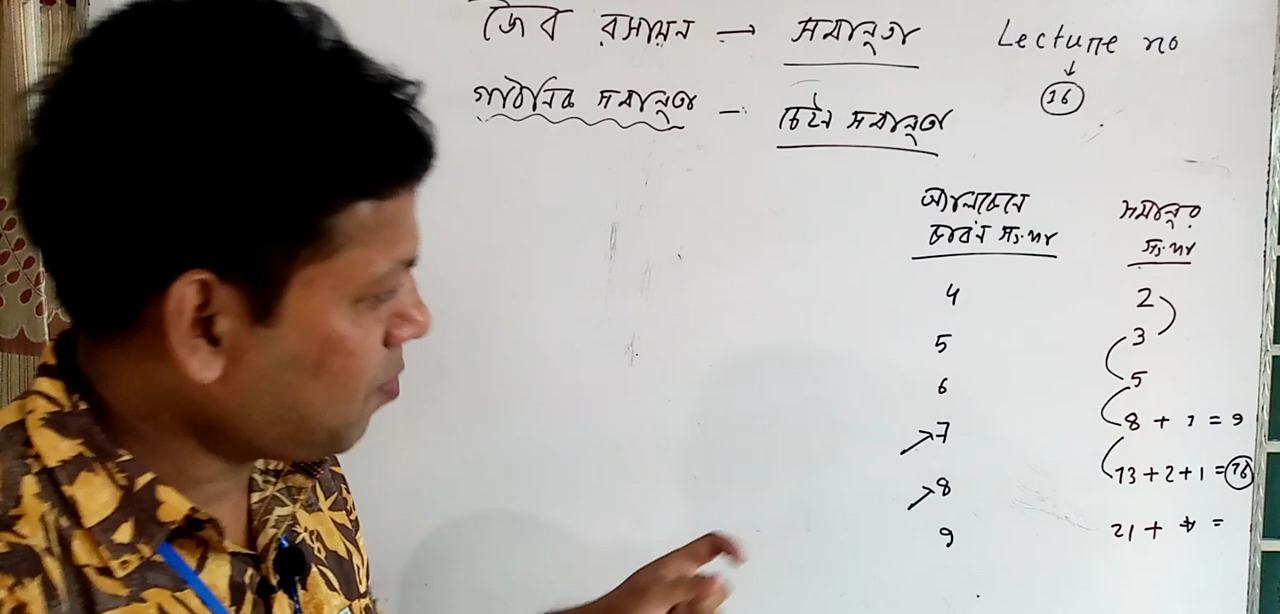 জৈব রসায়ন → সমানুতা
Lecture no
↓
16
গাঠনিক সমানুতা - চেইন সমানুতা
অ্যালকেনে কার্বন সংখ্যা
সমানুর সংখ্যা
4 2
5 3
6 5
7 8 + 1 = 9
8 13 + 2 + 1 = 16
9 21 + =